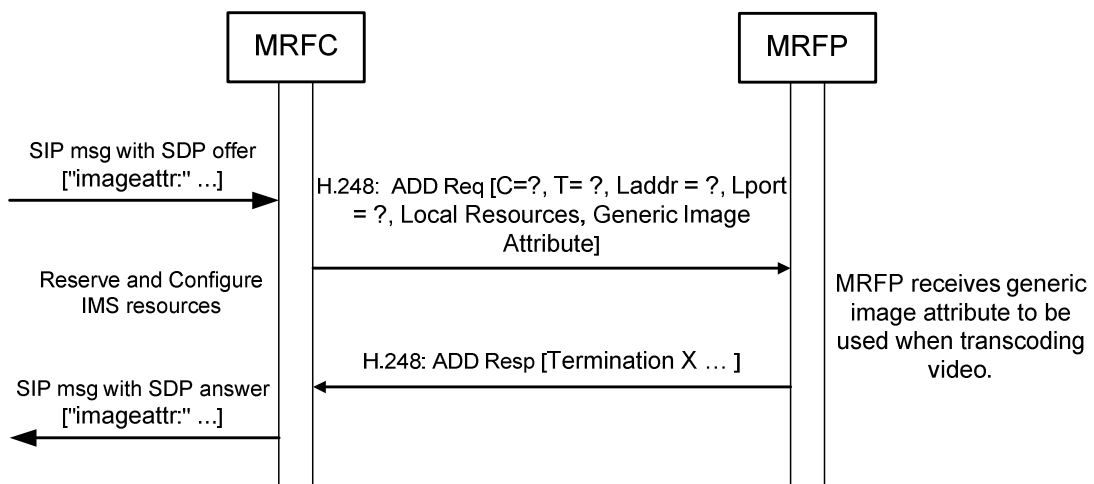 MRFC
MRFP
SIP msg with SDP offer
["imageattr:" ...]
H.248:  ADD Req [C=?, T= ?, Laddr = ?, Lport
= ?, Local Resources, Generic Image
Attribute]
Reserve and Configure
IMS resources
MRFP receives generic
image attribute to be
used when transcoding
video.
H.248: ADD Resp [Termination X … ]
SIP msg with SDP answer
["imageattr:" ...]